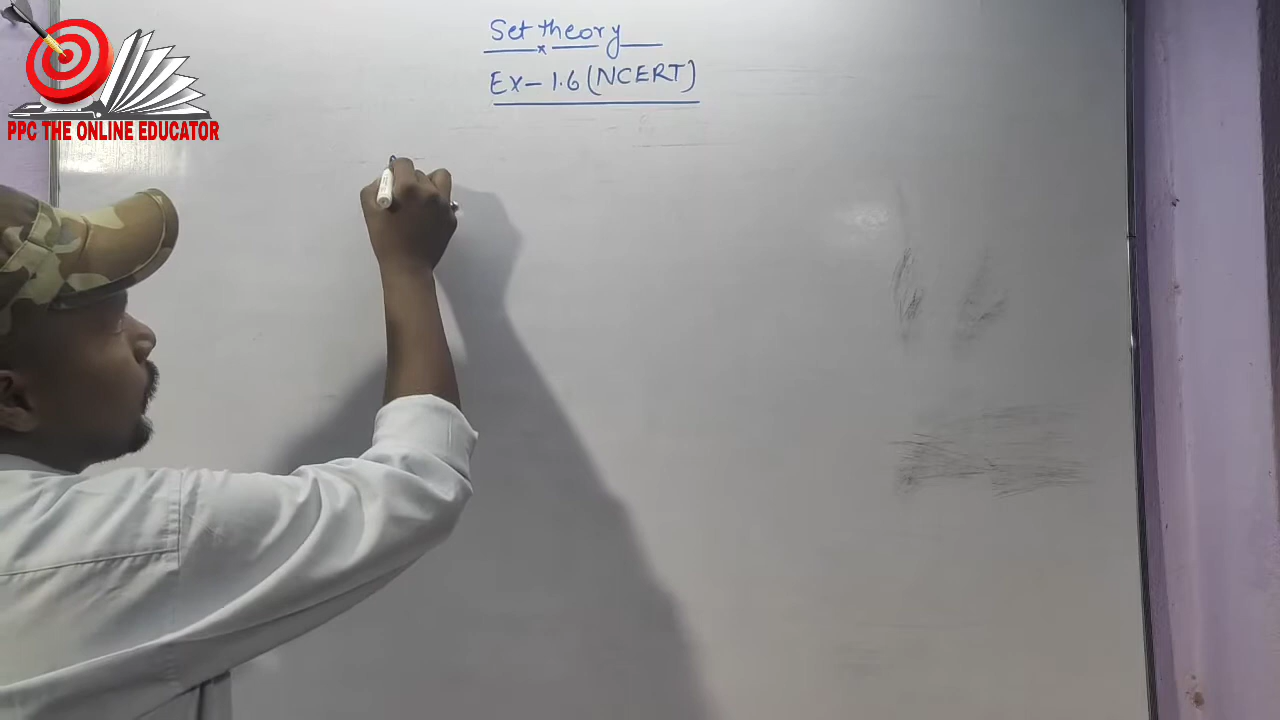 Set theory
Ex-1.6 (NCERT)
PPC THE ONLINE EDUCATOR